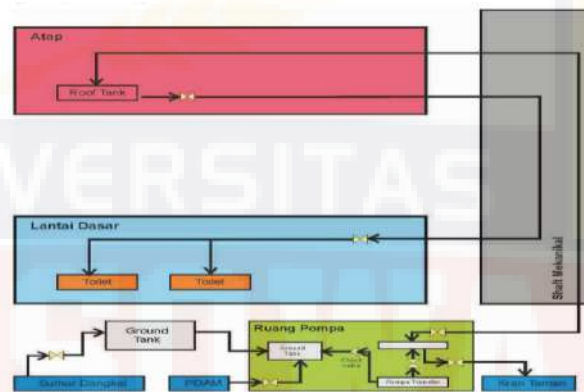 Atap
Roof Tank
VERSITAS
Lantai Dasar
Toilet
Toilet
Shaft Mekanikal
Ground
Tank
Ruang Pompa
Ground
Tank
Check
valve
Pompa Transfer
Sumur Dangkal
PDAM
Kran Taman